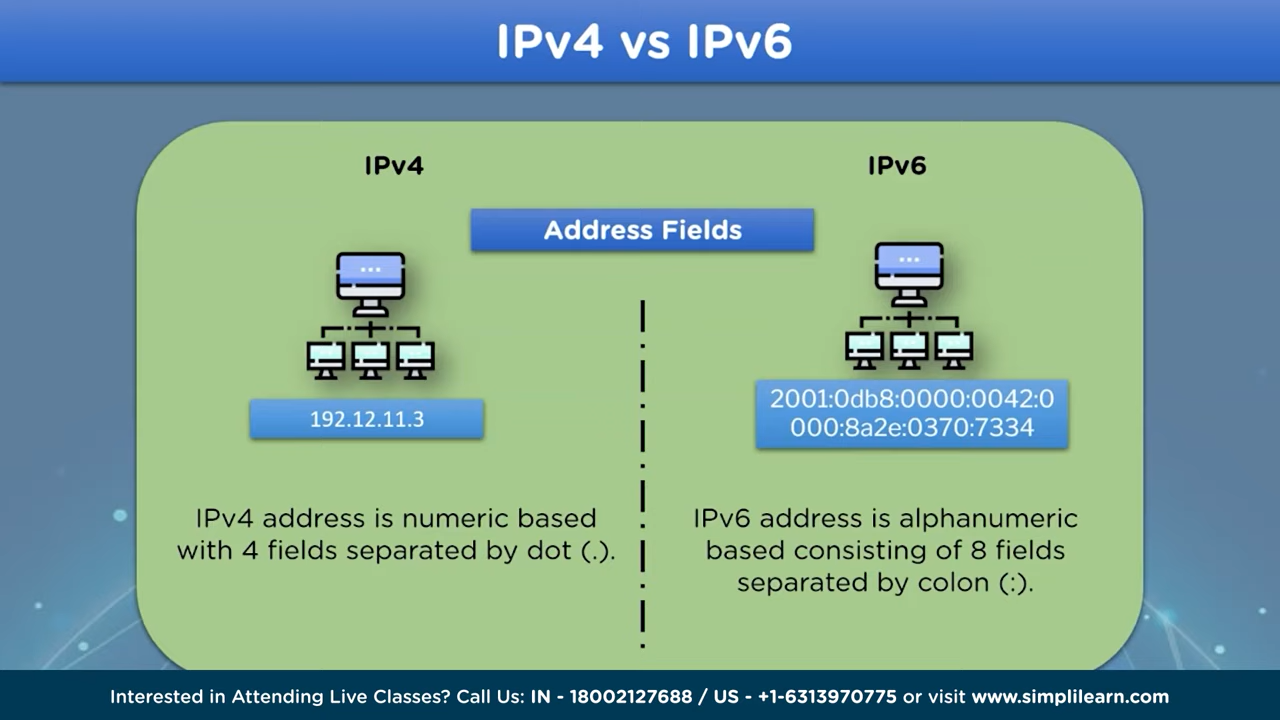 IPv4 vs IPv6
IPv4
IPv6
Address Fields
192.12.11.3
2001:0db8:0000:0042:0
000:8a2e:0370:7334
IPv4 address is numeric based
with 4 fields separated by dot (.).
IPv6 address is alphanumeric
based consisting of 8 fields
separated by colon (:).
Interested in Attending Live Classes? Call Us: IN - 18002127688 / US - +1-6313970775 or visit www.simplilearn.com